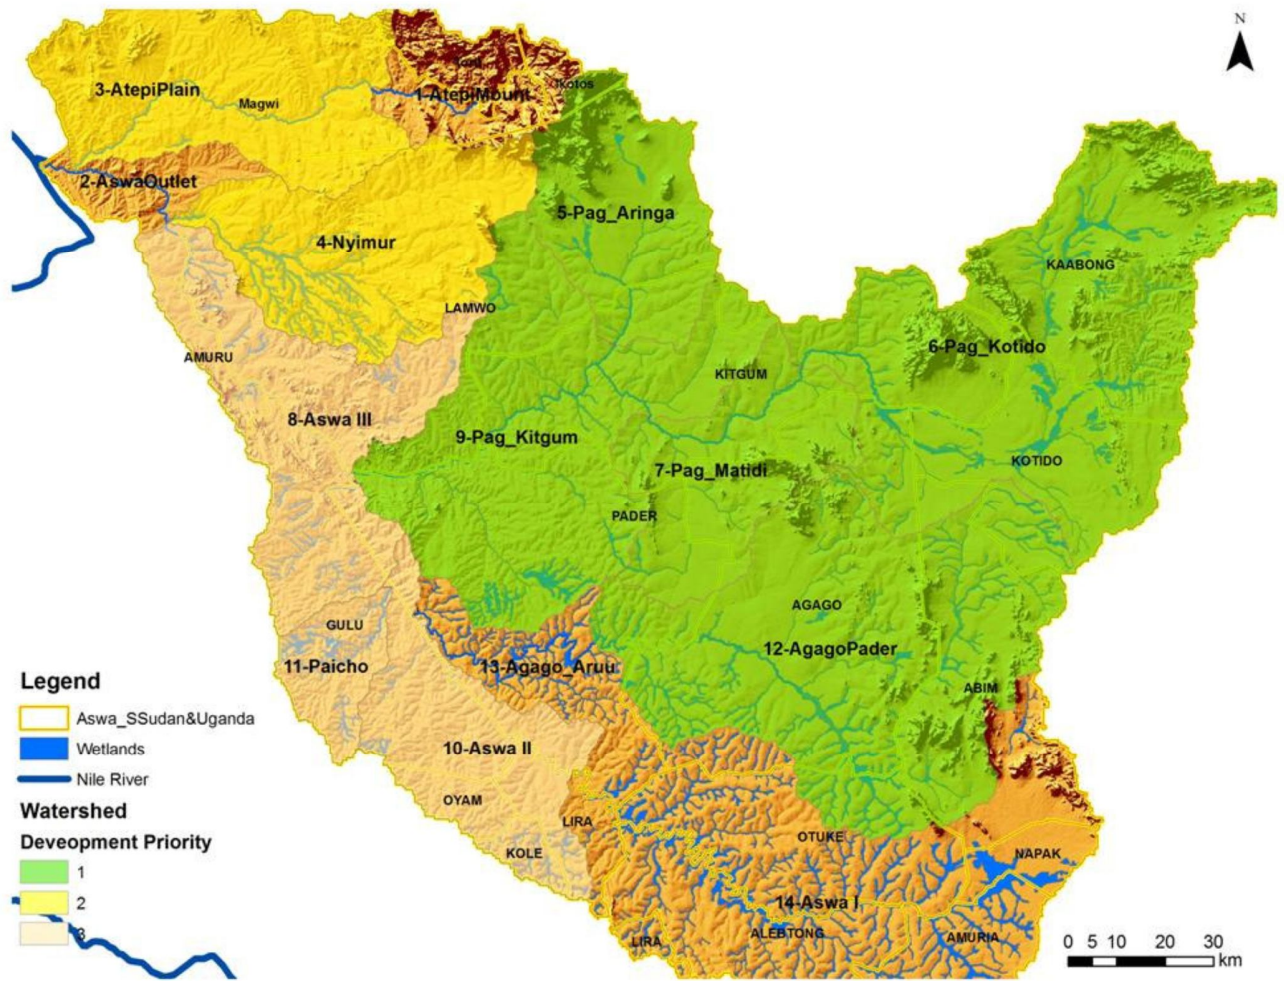 N
Torit
Ikotos
3-AtepiPlain
1-AtepiMount
Magwi
2-AswaOutlet
5-Pag_Aringa
4-Nyimur
KAABONG
LAMWO
6-Pag_Kotido
AMURU
KITGUM
8-Aswa III
9-Pag_Kitgum
KOTIDO
7-Pag_Matidi
PADER
AGAGO
GULU
12-AgagoPader
11-Paicho
13-Agago_Aruu
ABIM
10-Aswa II
OYAM
LIRA
OTUKE
KOLE
NAPAK
14-Aswa I
ALEBTONG
AMURIA
LIRA
Legend
Aswa_SSudan&Uganda
Wetlands
Nile River
Watershed
Deveopment Priority
1
2
3
0 5 10 20 30
km